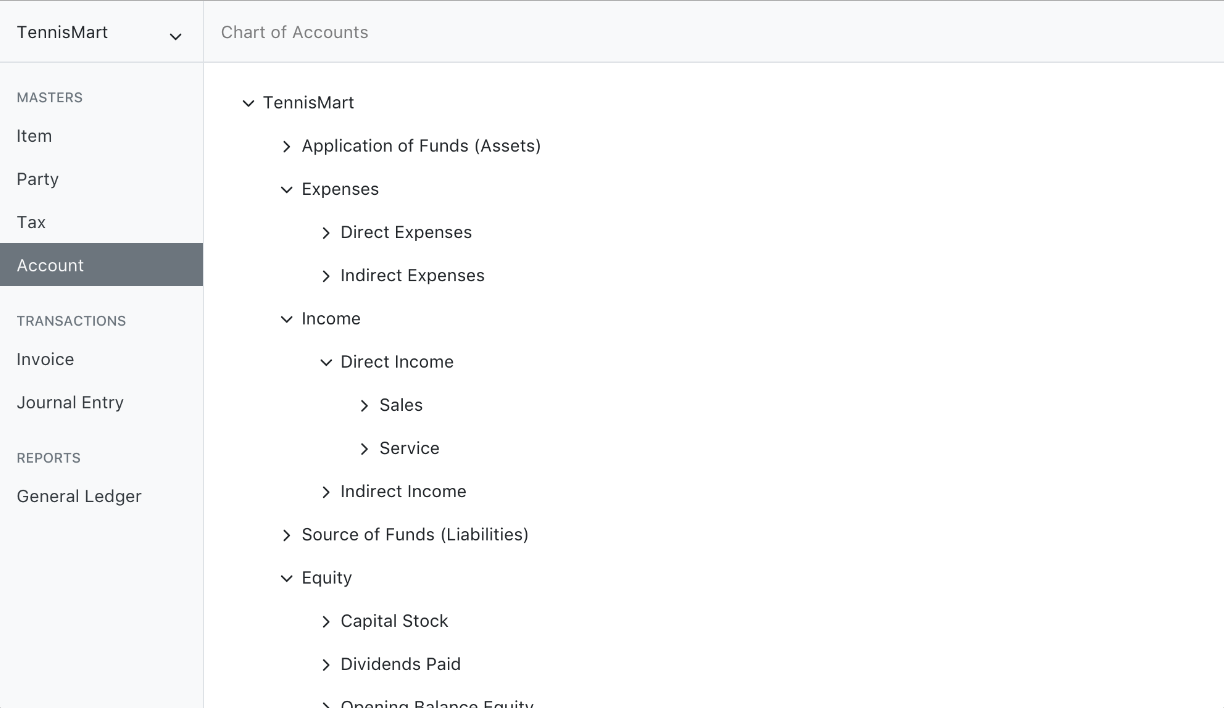 TennisMart
Chart of Accounts
MASTERS
Item
Party
Tax
Account
TRANSACTIONS
Invoice
Journal Entry
REPORTS
General Ledger
TennisMart
Application of Funds (Assets)
Expenses
Direct Expenses
Indirect Expenses
Income
Direct Income
Sales
Service
Indirect Income
Source of Funds (Liabilities)
Equity
Capital Stock
Dividends Paid
Opening Balance Equity